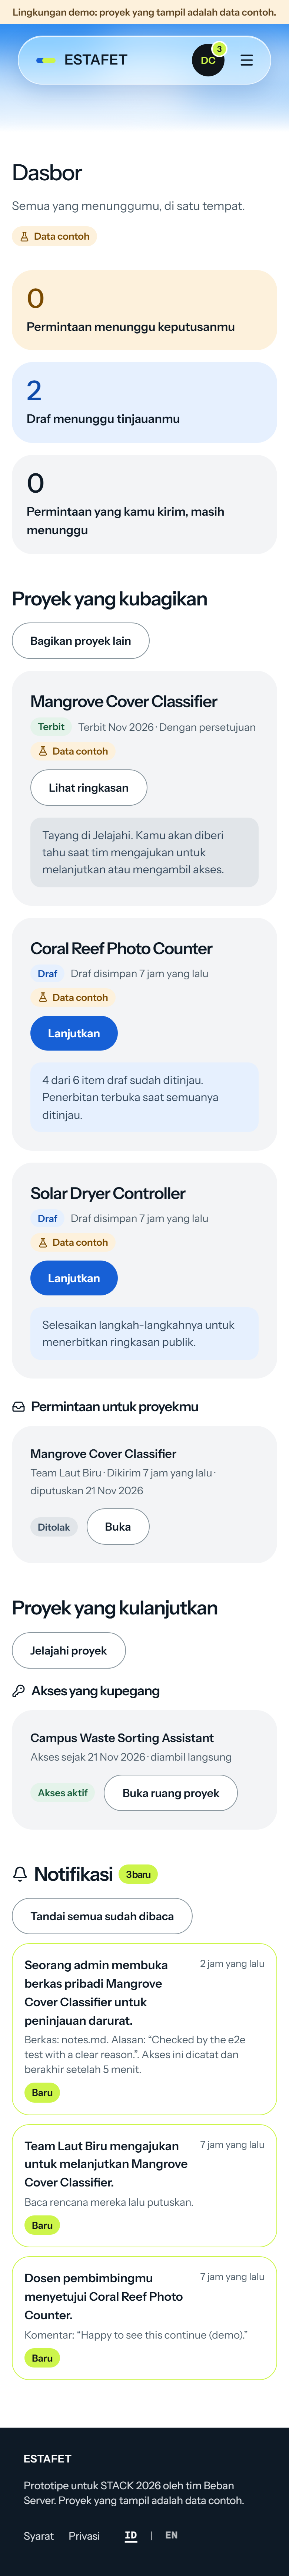 Lingkungan demo: proyek yang tampil adalah data contoh.
ESTAFET
DC
3
Dasbor
Semua yang menunggumu, di satu tempat.
Data contoh
0
Permintaan menunggu keputusanmu
2
Draf menunggu tinjauanmu
0
Permintaan yang kamu kirim, masih
menunggu
Proyek yang kubagikan
Bagikan proyek lain
Mangrove Cover Classifier
Terbit Terbit Nov 2026 · Dengan persetujuan
Data contoh
Lihat ringkasan
Tayang di Jelajahi. Kamu akan diberi
tahu saat tim mengajukan untuk
melanjutkan atau mengambil akses.
Coral Reef Photo Counter
Draf Draf disimpan 7 jam yang lalu
Data contoh
Lanjutkan
4 dari 6 item draf sudah ditinjau.
Penerbitan terbuka saat semuanya
ditinjau.
Solar Dryer Controller
Draf Draf disimpan 7 jam yang lalu
Data contoh
Lanjutkan
Selesaikan langkah-langkahnya untuk
menerbitkan ringkasan publik.
Permintaan untuk proyekmu
Mangrove Cover Classifier
Team Laut Biru · Dikirim 7 jam yang lalu ·
diputuskan 21 Nov 2026
Ditolak Buka
Proyek yang kulanjutkan
Jelajahi proyek
Akses yang kupegang
Campus Waste Sorting Assistant
Akses sejak 21 Nov 2026 · diambil langsung
Akses aktif Buka ruang proyek
Notifikasi 3 baru
Tandai semua sudah dibaca
Seorang admin membuka 2 jam yang lalu
berkas pribadi Mangrove
Cover Classifier untuk
peninjauan darurat.
Berkas: notes.md. Alasan: “Checked by the e2e
test with a clear reason.”. Akses ini dicatat dan
berakhir setelah 5 menit.
Baru
Team Laut Biru mengajukan 7 jam yang lalu
untuk melanjutkan Mangrove
Cover Classifier.
Baca rencana mereka lalu putuskan.
Baru
Dosen pembimbingmu 7 jam yang lalu
menyetujui Coral Reef Photo
Counter.
Komentar: “Happy to see this continue (demo).”
Baru
ESTAFET
Prototipe untuk STACK 2026 oleh tim Beban
Server. Proyek yang tampil adalah data contoh.
Syarat Privasi ID | EN